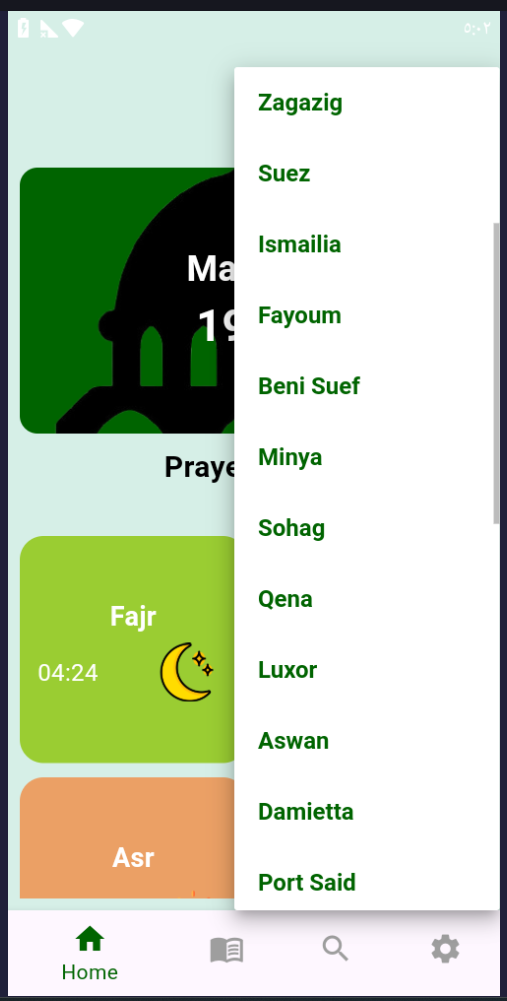 ٥:٠٢
Zagazig
Suez
Ismailia
Ma
19
Fayoum
Beni Suef
Minya
Praye
Sohag
Qena
Fajr
04:24
Luxor
Aswan
Damietta
Asr
Port Said
Home